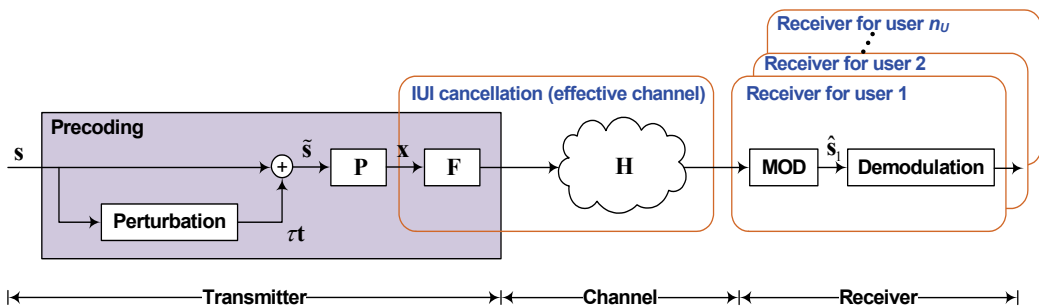 Receiver for user n_U
Receiver for user 2
IUI cancellation (effective channel)
Receiver for user 1
Precoding
s
s̃
x
ŝ₁
+
P
F
H
MOD
Demodulation
Perturbation
τt
Transmitter
Channel
Receiver